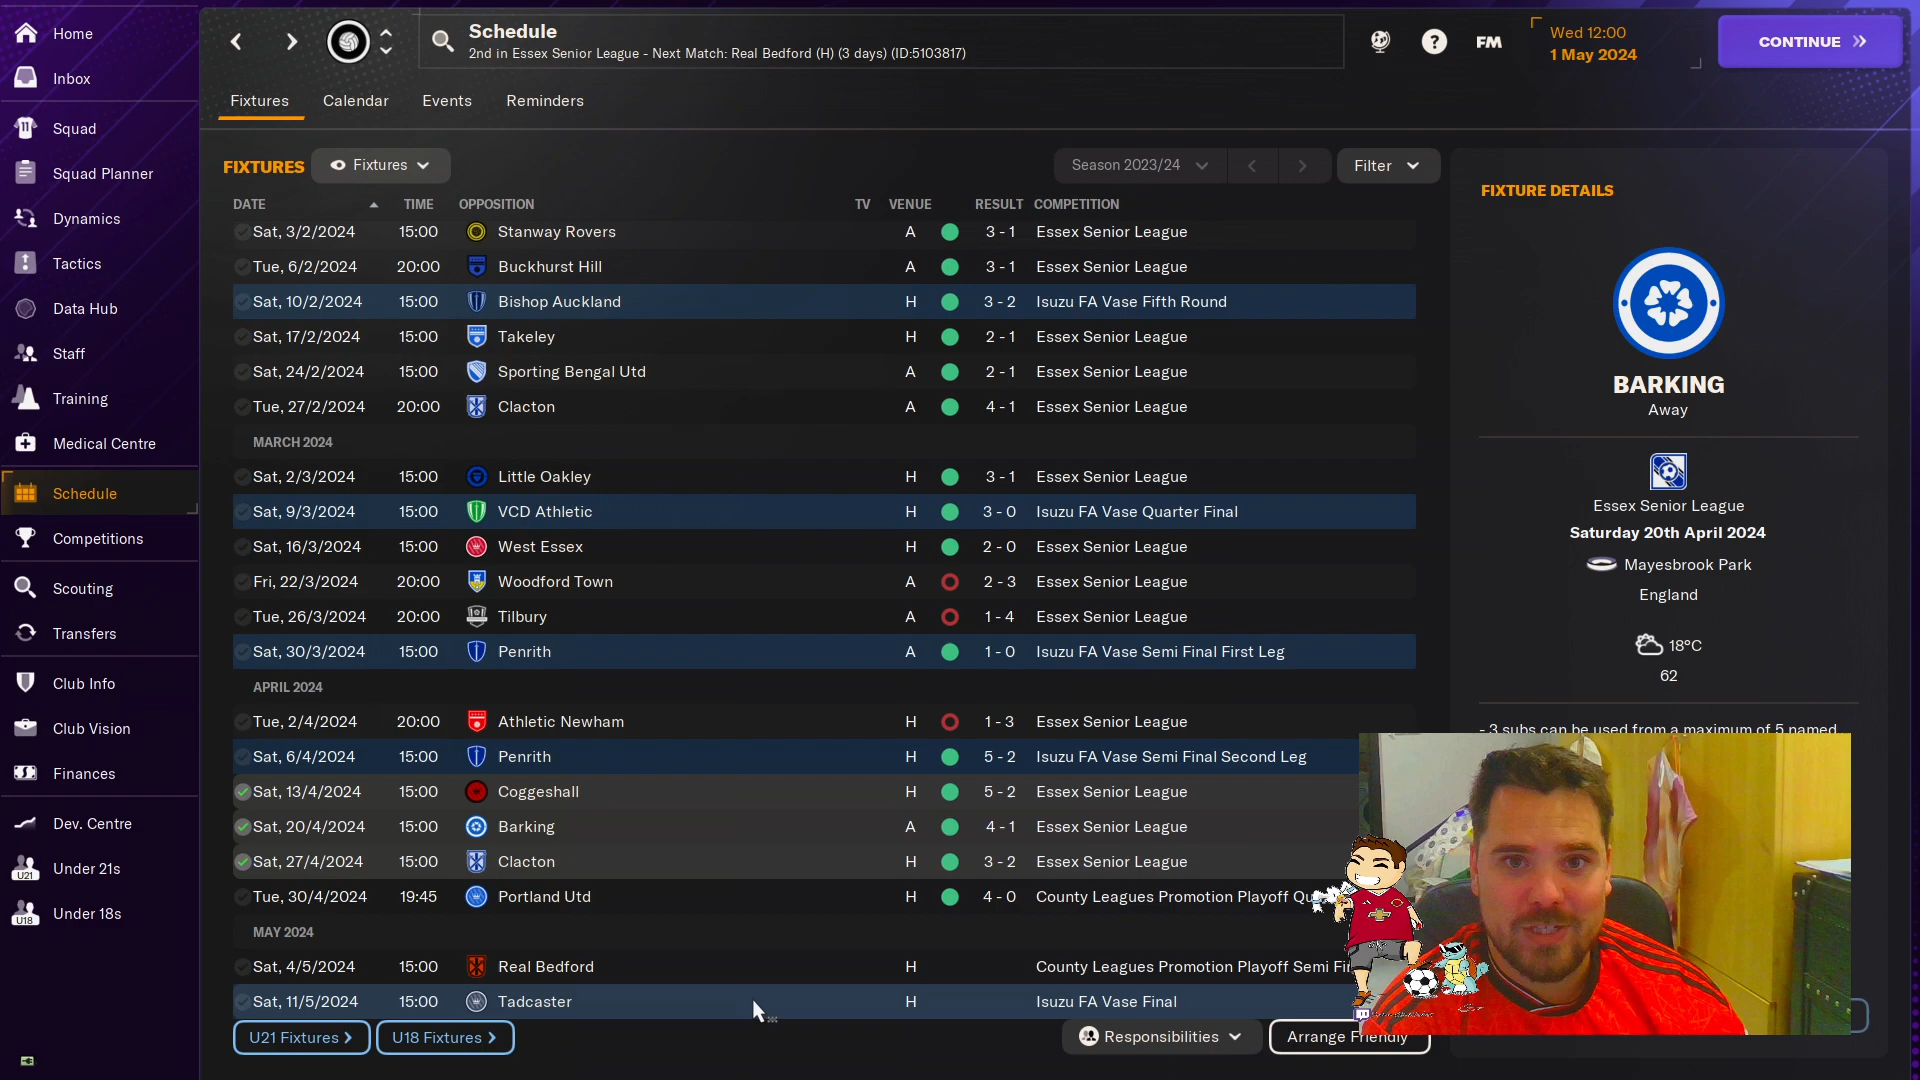 Home
Inbox
Squad
Squad Planner
Dynamics
Tactics
Data Hub
Staff
Training
Medical Centre
Schedule
Competitions
Scouting
Transfers
Club Info
Club Vision
Finances
Dev. Centre
U21 Under 21s
U18 Under 18s
Schedule
2nd in Essex Senior League - Next Match: Real Bedford (H) (3 days) (ID:5103817)
?
FM
Wed 12:00
1 May 2024
CONTINUE
Fixtures Calendar Events Reminders
FIXTURES Fixtures Season 2023/24 Filter
DATE TIME OPPOSITION TV VENUE RESULT COMPETITION
Sat, 3/2/2024 15:00 Stanway Rovers A 3 - 1 Essex Senior League
Tue, 6/2/2024 20:00 Buckhurst Hill A 3 - 1 Essex Senior League
Sat, 10/2/2024 15:00 Bishop Auckland H 3 - 2 Isuzu FA Vase Fifth Round
Sat, 17/2/2024 15:00 Takeley H 2 - 1 Essex Senior League
Sat, 24/2/2024 15:00 Sporting Bengal Utd A 2 - 1 Essex Senior League
Tue, 27/2/2024 20:00 Clacton A 4 - 1 Essex Senior League
MARCH 2024
Sat, 2/3/2024 15:00 Little Oakley H 3 - 1 Essex Senior League
Sat, 9/3/2024 15:00 VCD Athletic H 3 - 0 Isuzu FA Vase Quarter Final
Sat, 16/3/2024 15:00 West Essex H 2 - 0 Essex Senior League
Fri, 22/3/2024 20:00 Woodford Town A 2 - 3 Essex Senior League
Tue, 26/3/2024 20:00 Tilbury A 1 - 4 Essex Senior League
Sat, 30/3/2024 15:00 Penrith A 1 - 0 Isuzu FA Vase Semi Final First Leg
APRIL 2024
Tue, 2/4/2024 20:00 Athletic Newham H 1 - 3 Essex Senior League
Sat, 6/4/2024 15:00 Penrith H 5 - 2 Isuzu FA Vase Semi Final Second Leg
Sat, 13/4/2024 15:00 Coggeshall H 5 - 2 Essex Senior League
Sat, 20/4/2024 15:00 Barking A 4 - 1 Essex Senior League
Sat, 27/4/2024 15:00 Clacton H 3 - 2 Essex Senior League
Tue, 30/4/2024 19:45 Portland Utd H 4 - 0 County Leagues Promotion Playoff Qu
MAY 2024
Sat, 4/5/2024 15:00 Real Bedford H County Leagues Promotion Playoff Semi Fi
Sat, 11/5/2024 15:00 Tadcaster H Isuzu FA Vase Final
U21 Fixtures U18 Fixtures Responsibilities Arrange Friendly
FIXTURE DETAILS
BARKING
Away
Essex Senior League
Saturday 20th April 2024
Mayesbrook Park
England
18°C
62
- 3 subs can be used from a maximum of 5 named